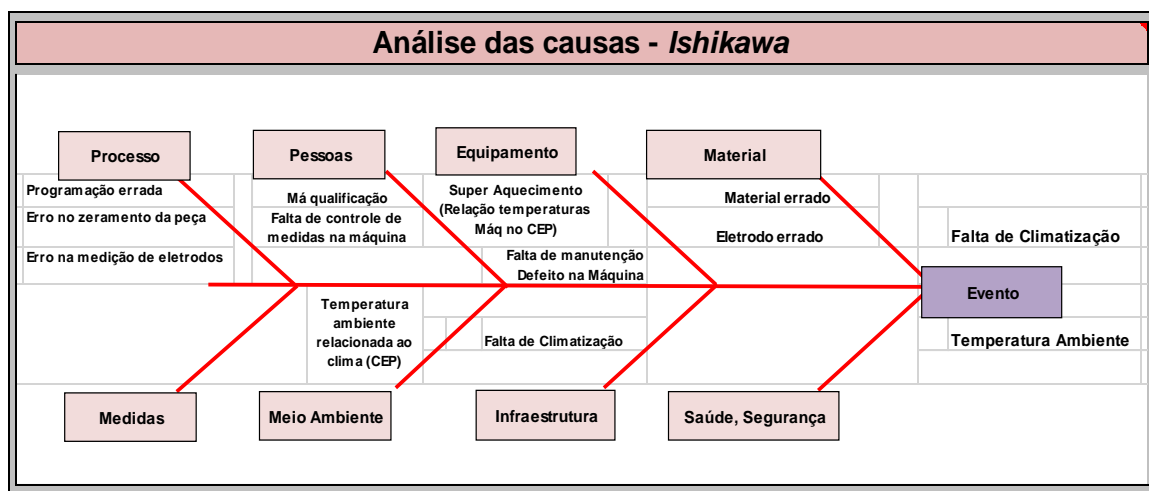 Análise das causas - Ishikawa
Processo
Pessoas
Equipamento
Material
Programação errada
Erro no zeramento da peça
Erro na medição de eletrodos
Má qualificação
Falta de controle de
medidas na máquina
Super Aquecimento
(Relação temperaturas
Máq no CEP)
Falta de manutenção
Defeito na Máquina
Material errado
Eletrodo errado
Falta de Climatização
Evento
Temperatura Ambiente
Temperatura
ambiente
relacionada ao
clima (CEP)
Falta de Climatização
Medidas
Meio Ambiente
Infraestrutura
Saúde, Segurança